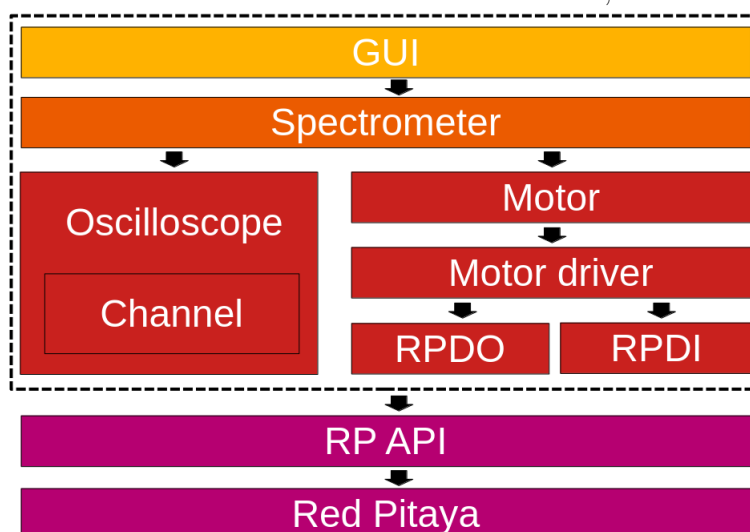 GUI
Spectrometer
Oscilloscope
Channel
Motor
Motor driver
RPDO
RPDI
RP API
Red Pitaya